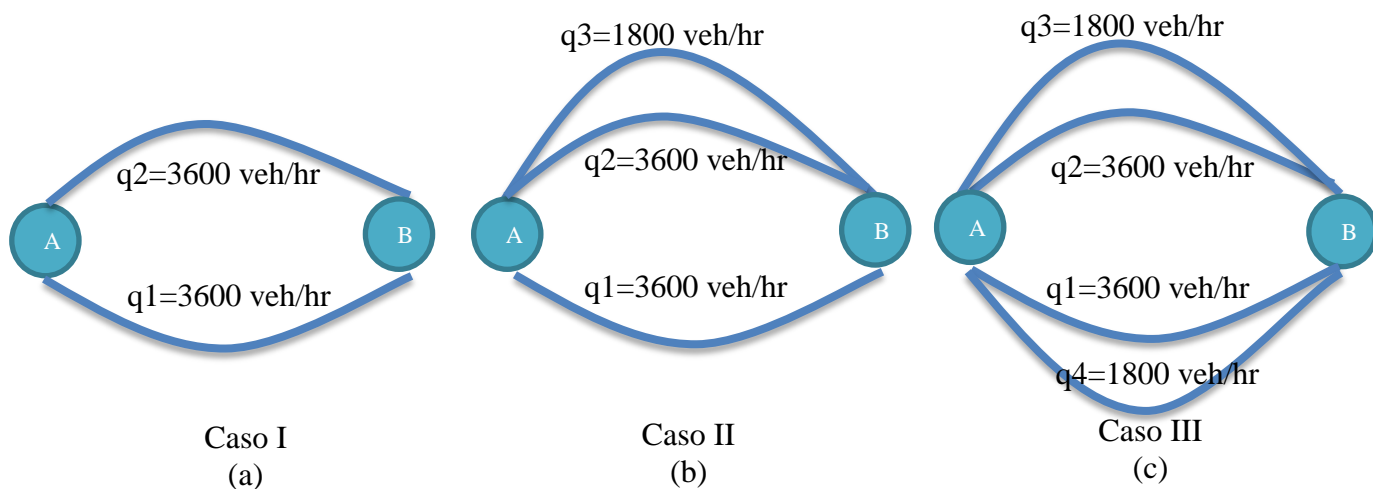 q2=3600 veh/hr
A
B
q1=3600 veh/hr
Caso I
(a)
q3=1800 veh/hr
q2=3600 veh/hr
A
B
q1=3600 veh/hr
Caso II
(b)
q3=1800 veh/hr
q2=3600 veh/hr
A
B
q1=3600 veh/hr
q4=1800 veh/hr
Caso III
(c)